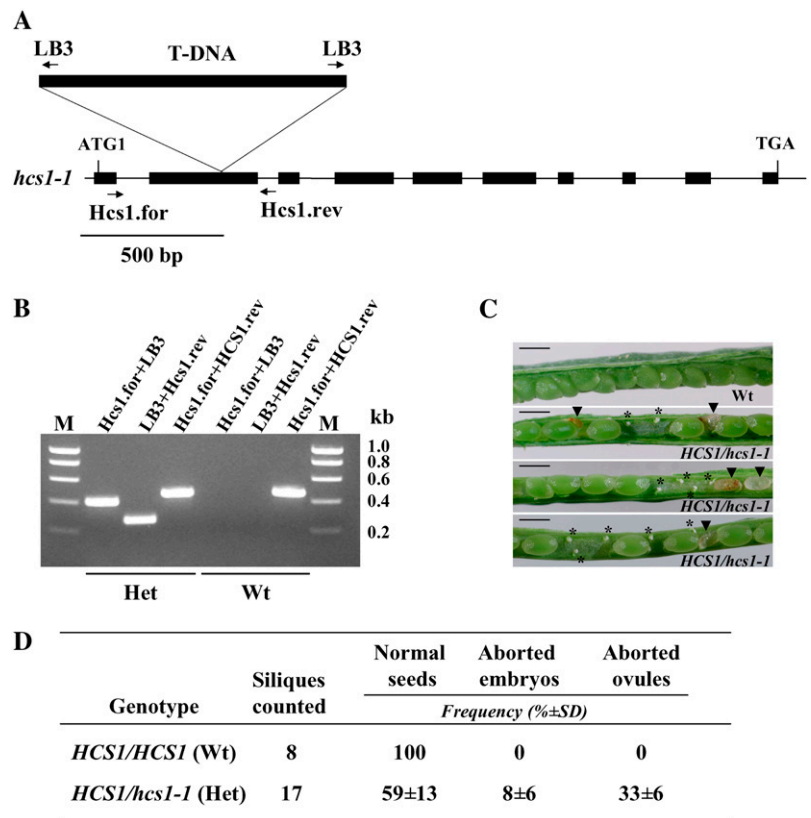 A
LB3 T-DNA LB3
ATG1 TGA
hcs1-1
Hcs1.for Hcs1.rev
500 bp
B
Hcs1.for+LB3
LB3+Hcs1.rev
Hcs1.for+HCS1.rev
Hcs1.for+LB3
LB3+Hcs1.rev
Hcs1.for+HCS1.rev
M M kb
1.0
0.8
0.6
0.4
0.2
Het Wt
C
Wt
* *
HCS1/hcs1-1
* * * *
HCS1/hcs1-1
* * * * *
HCS1/hcs1-1
D
Genotype Siliques counted Normal seeds Aborted embryos Aborted ovules
Frequency (%±SD)
HCS1/HCS1 (Wt) 8 100 0 0
HCS1/hcs1-1 (Het) 17 59±13 8±6 33±6